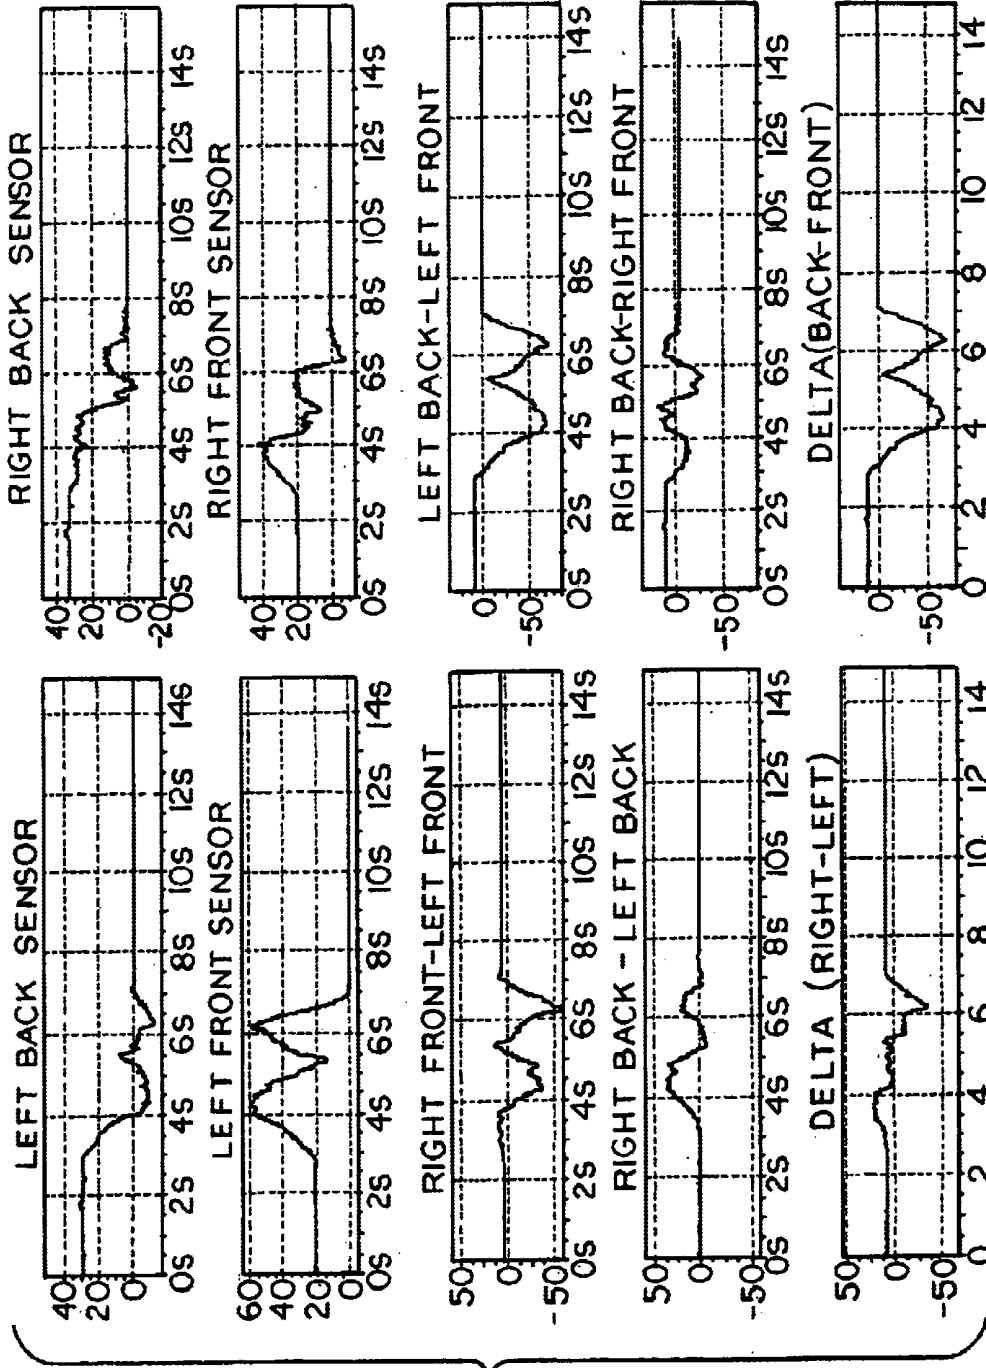 LEFT BACK SENSOR
40
20
0
0S 2S 4S 6S 8S 10S 12S 14S
LEFT FRONT SENSOR
60
40
20
0S 2S 4S 6S 8S 10S 12S 14S
RIGHT FRONT-LEFT FRONT
50
0
-50
0S 2S 4S 6S 8S 10S 12S 14S
RIGHT BACK - LEFT BACK
50
0
-50
0S 2S 4S 6S 8S 10S 12S 14S
DELTA (RIGHT-LEFT)
50
0
-50
0 2 4 6 8 10 12 14
RIGHT BACK SENSOR
40
20
0
-20
0S 2S 4S 6S 8S 10S 12S 14S
RIGHT FRONT SENSOR
40
20
0
0S 2S 4S 6S 8S 10S 12S 14S
LEFT BACK-LEFT FRONT
0
-50
0S 2S 4S 6S 8S 10S 12S 14S
RIGHT BACK-RIGHT FRONT
0
-50
0S 2S 4S 6S 8S 10S 12S 14S
DELTA(BACK-FRONT)
0
-50
0 2 4 6 8 10 12 14